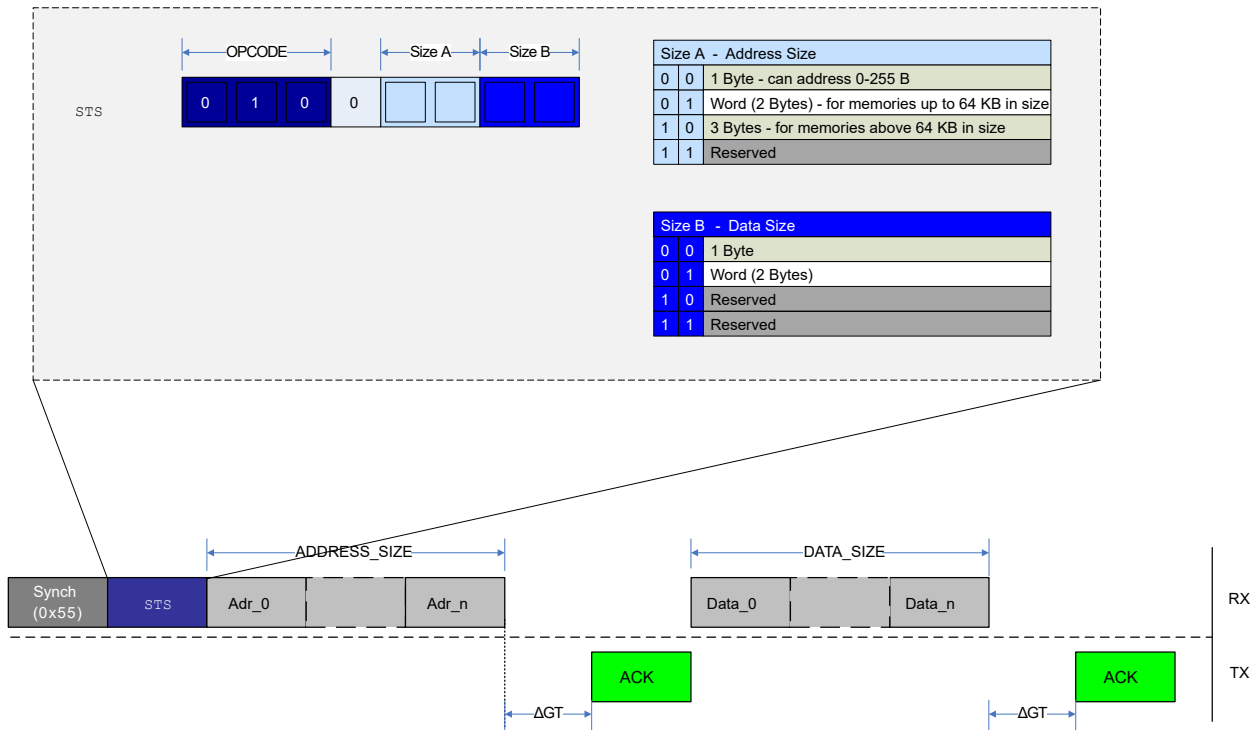 OPCODE Size A Size B
STS 0 1 0 0
Size A - Address Size
0 0 1 Byte - can address 0-255 B
0 1 Word (2 Bytes) - for memories up to 64 KB in size
1 0 3 Bytes - for memories above 64 KB in size
1 1 Reserved
Size B - Data Size
0 0 1 Byte
0 1 Word (2 Bytes)
1 0 Reserved
1 1 Reserved
ADDRESS_SIZE DATA_SIZE
Synch
(0x55)
STS Adr_0 Adr_n Data_0 Data_n RX
ACK ACK TX
ΔGT ΔGT